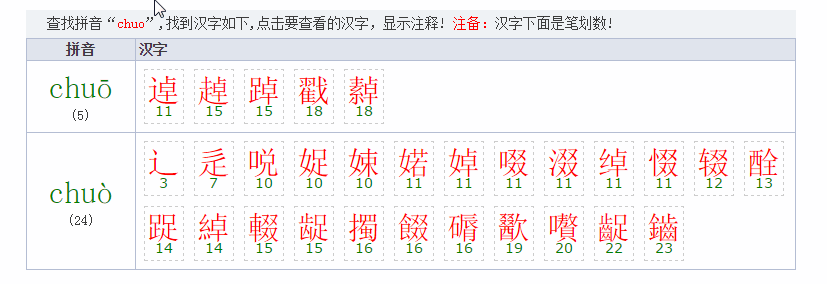 查找拼音“chuo”,找到汉字如下,点击要查看的汉字，显示注释! 注备：汉字下面是笔划数!
拼音 汉字
chuō 逴 趠 踔 戳 繛
(5) 11 15 15 18 18
chuò 辶 辵 哾 娖 娕 婼 婥 啜 涰 绰 惙 辍 酫
(24) 3 7 10 10 10 11 11 11 11 11 11 12 13
踀 綽 輟 龊 擉 餟 磭 歠 嚽 齪 鑡
14 14 15 15 16 16 16 19 20 22 23